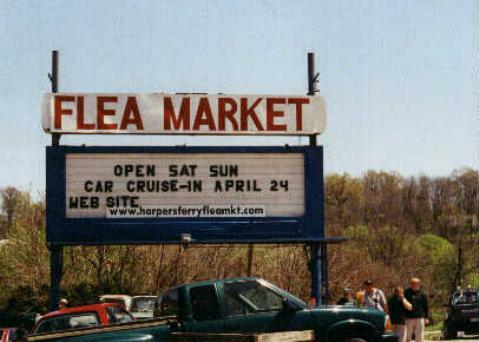 FLEA MARKET
OPEN SAT SUN
CAR CRUISE-IN APRIL 24
WEB SITE www.harpersferryfleamkt.com